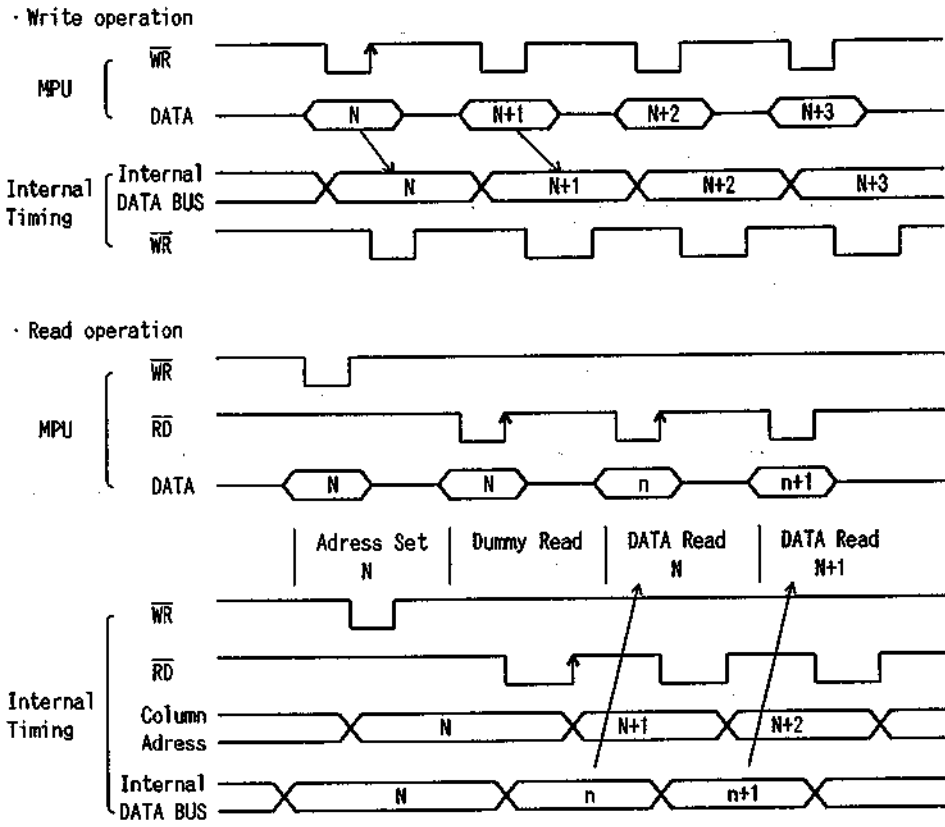 · Write operation
WR
MPU
DATA
N
N+1
N+2
N+3
Internal
Timing
Internal
DATA BUS
N
N+1
N+2
N+3
WR
· Read operation
WR
MPU
RD
DATA
N
N
n
n+1
Adress Set
N
Dummy Read
DATA Read
N
DATA Read
N+1
WR
RD
Internal
Timing
Column
Adress
N
N+1
N+2
Internal
DATA BUS
N
n
n+1